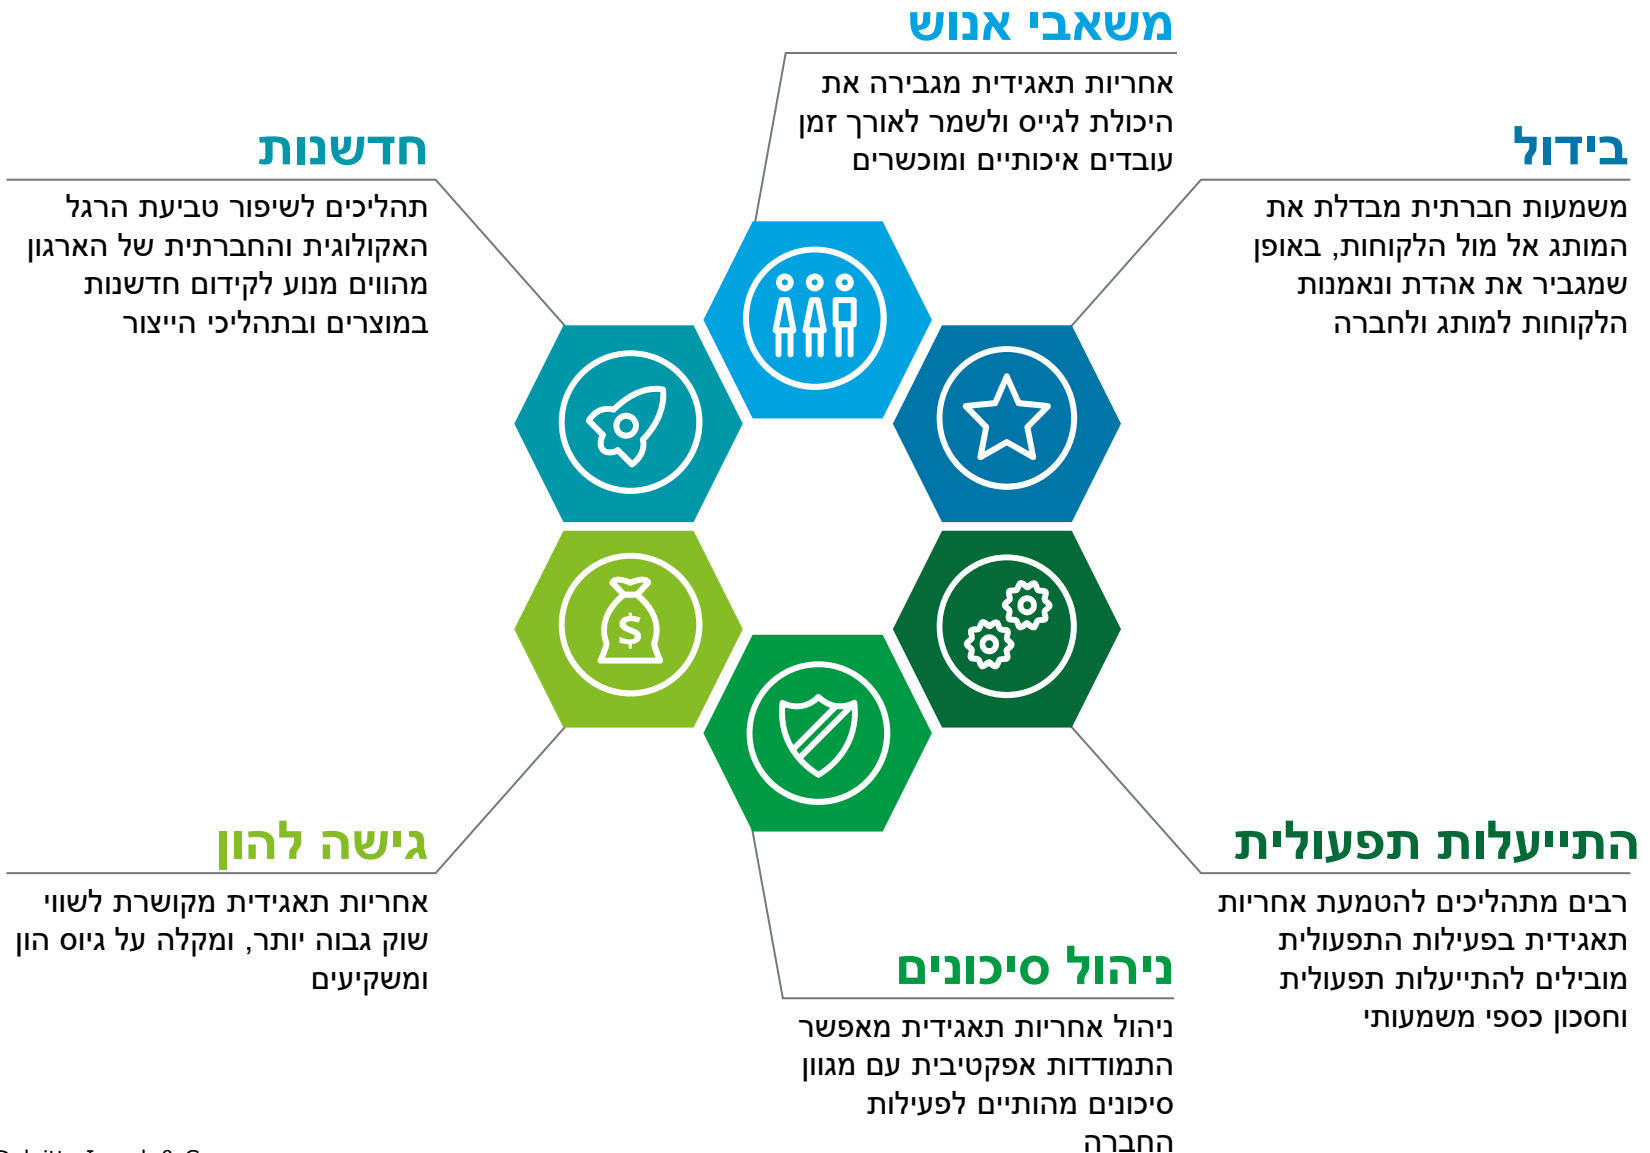 משאבי אנוש
אחריות תאגידית מגבירה את
היכולת לגייס ולשמר לאורך זמן
עובדים איכותיים ומוכשרים
בידול
משמעות חברתית מבדלת את
המותג אל מול הלקוחות, באופן
שמגביר את אהדת ונאמנות
הלקוחות למותג ולחברה
חדשנות
תהליכים לשיפור טביעת הרגל
האקולוגית והחברתית של הארגון
מהווים מנוע לקידום חדשנות
במוצרים ובתהליכי הייצור
$
התייעלות תפעולית
רבים מתהליכים להטמעת אחריות
תאגידית בפעילות התפעולית
מובילים להתייעלות תפעולית
וחסכון כספי משמעותי
גישה להון
אחריות תאגידית מקושרת לשווי
שוק גבוה יותר, ומקלה על גיוס הון
ומשקיעים
ניהול סיכונים
ניהול אחריות תאגידית מאפשר
התמודדות אפקטיבית עם מגוון
סיכונים מהותיים לפעילות
החברה